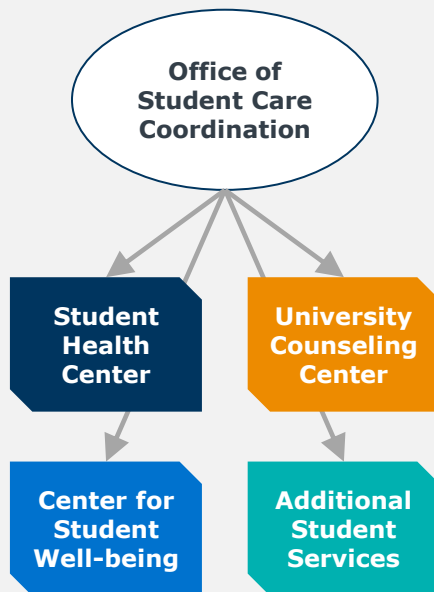 Office of
Student Care
Coordination
Student
Health
Center
University
Counseling
Center
Center for
Student
Well-being
Additional
Student
Services